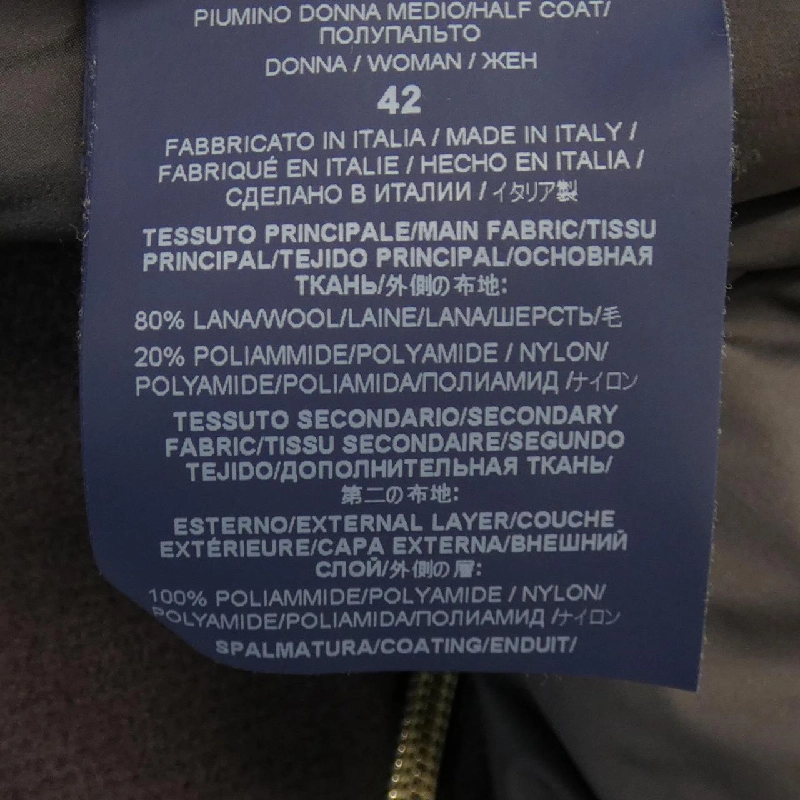 PIUMINO DONNA MEDIO/HALF COAT/
ПОЛУПАЛЬТО
DONNA / WOMAN / ЖЕН
42
FABBRICATO IN ITALIA / MADE IN ITALY /
FABRIQUÉ EN ITALIE / HECHO EN ITALIA /
СДЕЛАНО В ИТАЛИИ / イタリア製
TESSUTO PRINCIPALE/MAIN FABRIC/TISSU
PRINCIPAL/TEJIDO PRINCIPAL/ОСНОВНАЯ
ТКАНЬ/外側の布地:
80% LANA/WOOL/LAINE/LANA/ШЕРСТЬ/毛
20% POLIAMMIDE/POLYAMIDE / NYLON/
POLYAMIDE/POLIAMIDA/ПОЛИАМИД /ナイロン
TESSUTO SECONDARIO/SECONDARY
FABRIC/TISSU SECONDAIRE/SEGUNDO
TEJIDO/ДОПОЛНИТЕЛЬНАЯ ТКАНЬ/
第二の布地:
ESTERNO/EXTERNAL LAYER/COUCHE
EXTÉRIEURE/CAPA EXTERNA/ВНЕШНИЙ
СЛОЙ/外側の層:
100% POLIAMMIDE/POLYAMIDE / NYLON/
POLYAMIDE/POLIAMIDA/ПОЛИАМИД /ナイロン
SPALMATURA/COATING/ENDUIT/